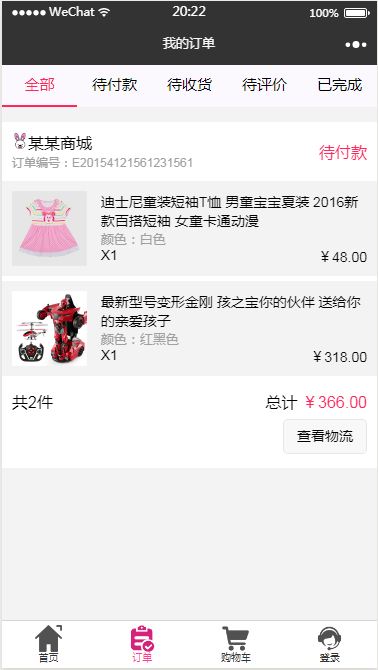 WeChat 20:22 100%
我的订单
全部 待付款 待收货 待评价 已完成
某某商城
待付款
订单编号：E20154121561231561
迪士尼童装短袖T恤 男童宝宝夏装 2016新
款百搭短袖 女童卡通动漫
颜色：白色
X1 ￥48.00
最新型号变形金刚 孩之宝你的伙伴 送给你
的亲爱孩子
颜色：红黑色
X1 ￥318.00
共2件 总计 ￥366.00
查看物流
首页 订单 购物车 登录